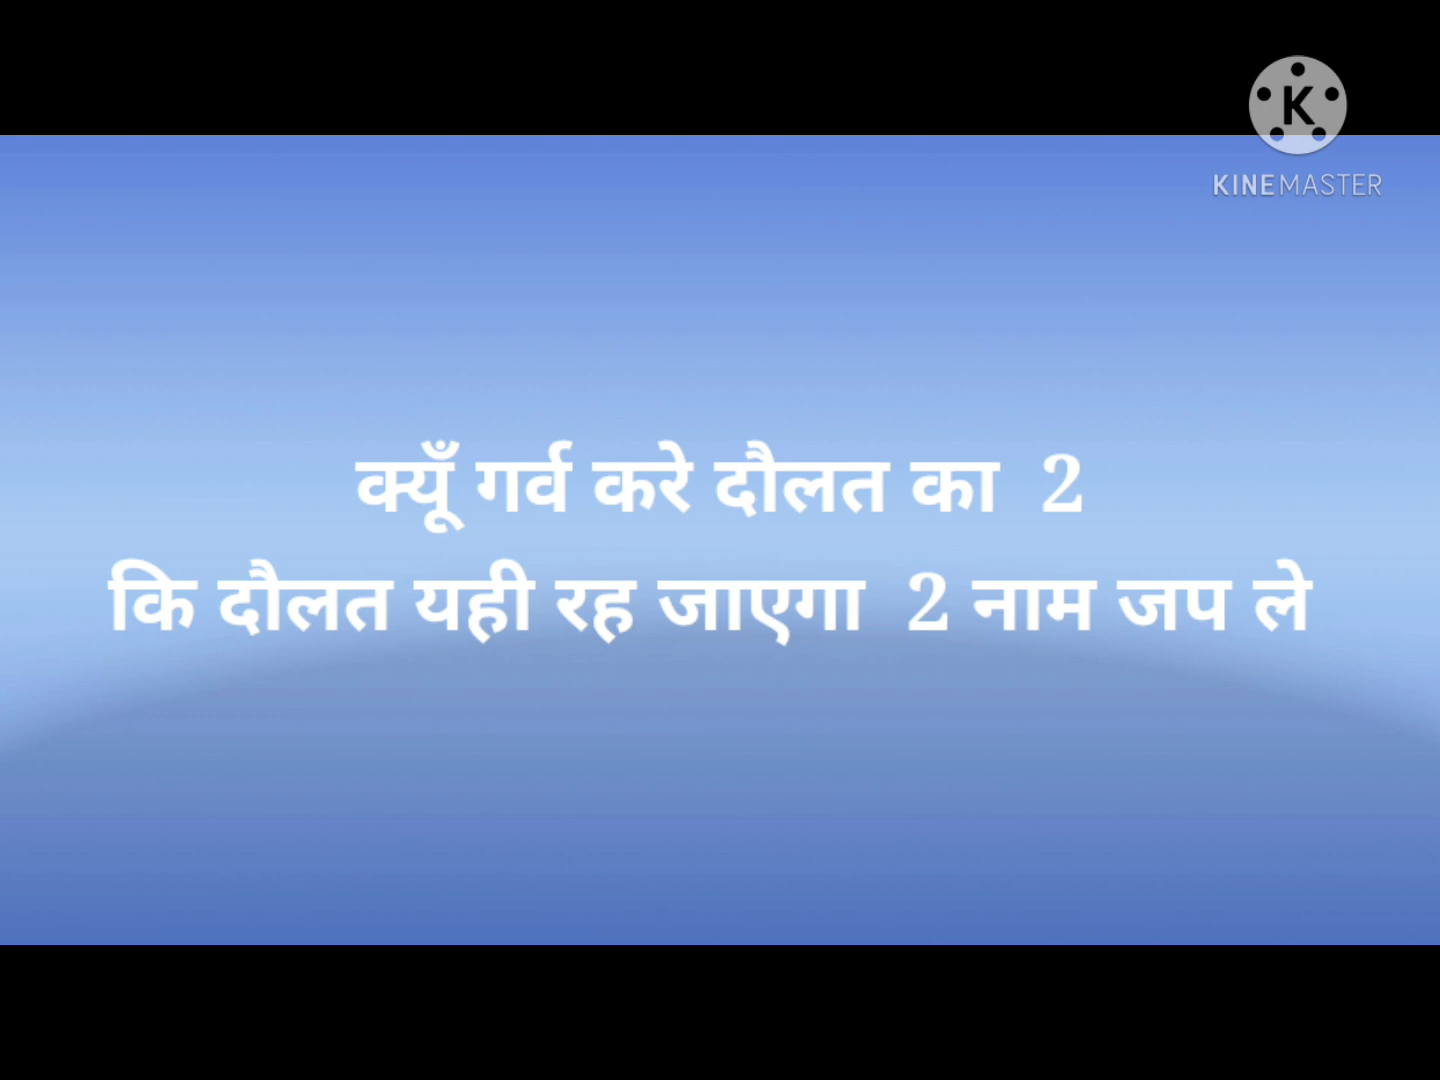 KINEMASTER
क्यूँ गर्व करे दौलत का 2
कि दौलत यही रह जाएगा 2 नाम जप ले